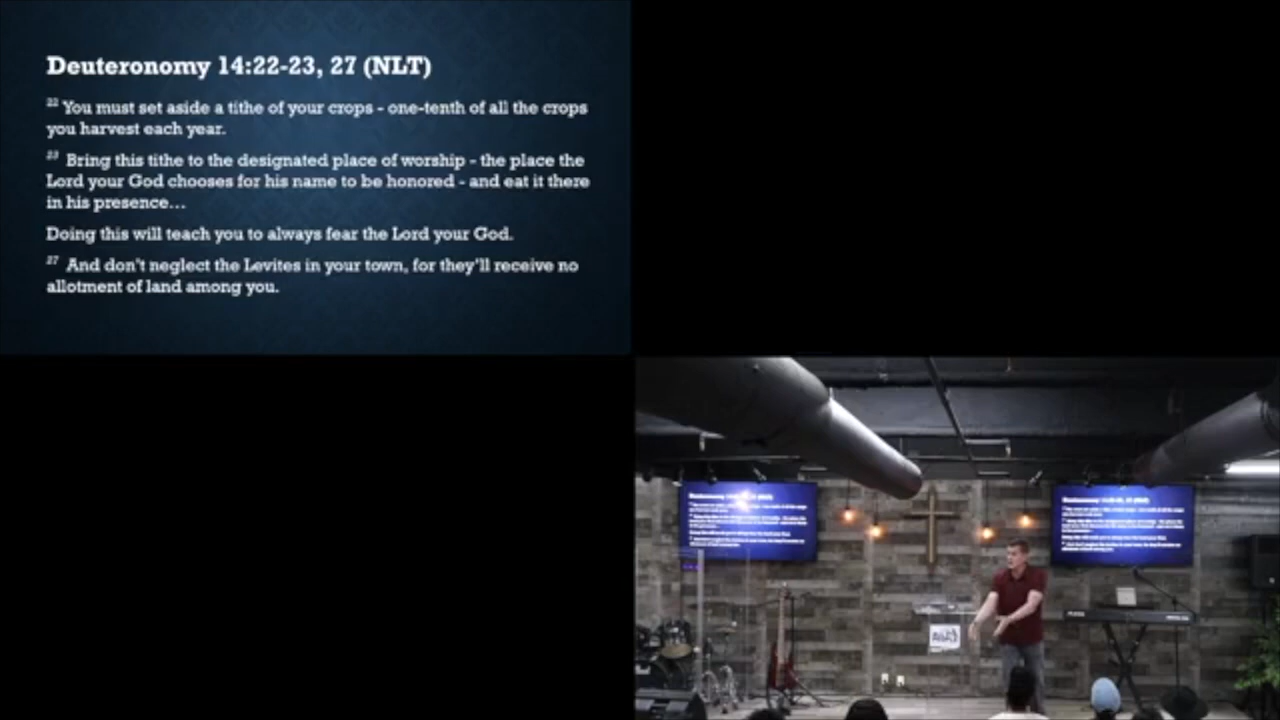 Deuteronomy 14:22-23, 27 (NLT)
22 You must set aside a tithe of your crops - one-tenth of all the crops
you harvest each year.
23 Bring this tithe to the designated place of worship - the place the
Lord your God chooses for his name to be honored - and eat it there
in his presence...
Doing this will teach you to always fear the Lord your God.
27 And don't neglect the Levites in your town, for they'll receive no
allotment of land among you.